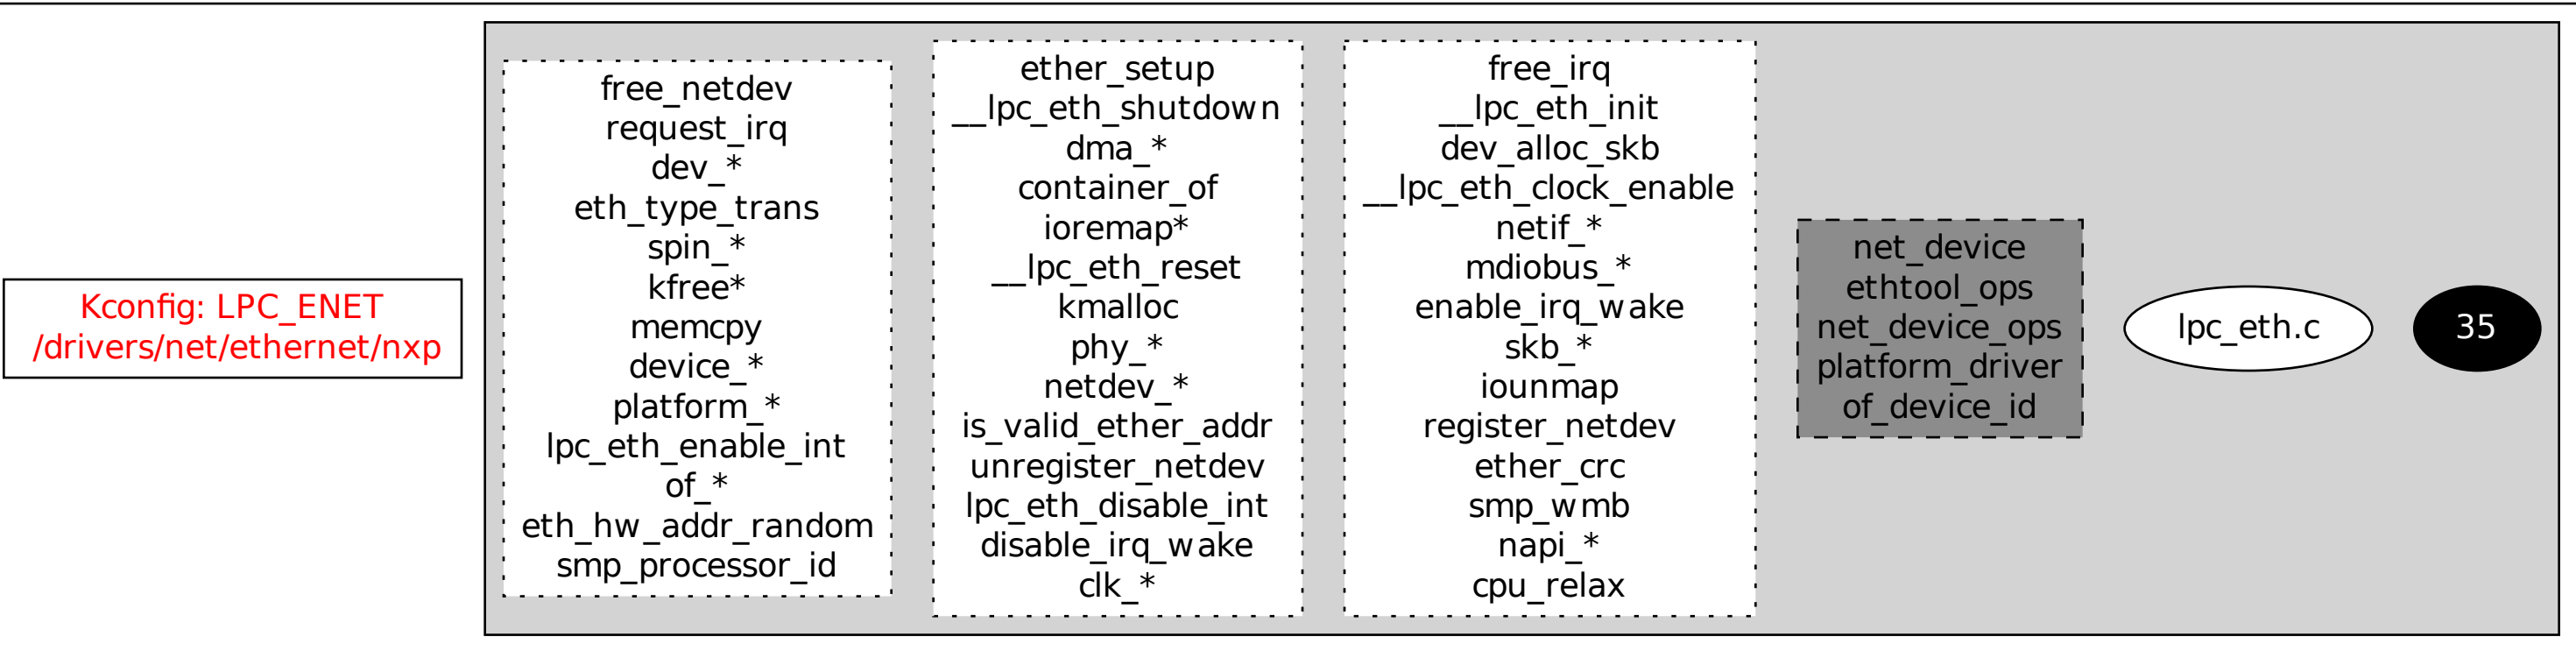 Kconfig: LPC_ENET
/drivers/net/ethernet/nxp
free_netdev
request_irq
dev_*
eth_type_trans
spin_*
kfree*
memcpy
device_*
platform_*
lpc_eth_enable_int
of_*
eth_hw_addr_random
smp_processor_id
ether_setup
__lpc_eth_shutdown
dma_*
container_of
ioremap*
__lpc_eth_reset
kmalloc
phy_*
netdev_*
is_valid_ether_addr
unregister_netdev
lpc_eth_disable_int
disable_irq_wake
clk_*
free_irq
__lpc_eth_init
dev_alloc_skb
__lpc_eth_clock_enable
netif_*
mdiobus_*
enable_irq_wake
skb_*
iounmap
register_netdev
ether_crc
smp_wmb
napi_*
cpu_relax
net_device
ethtool_ops
net_device_ops
platform_driver
of_device_id
lpc_eth.c
35